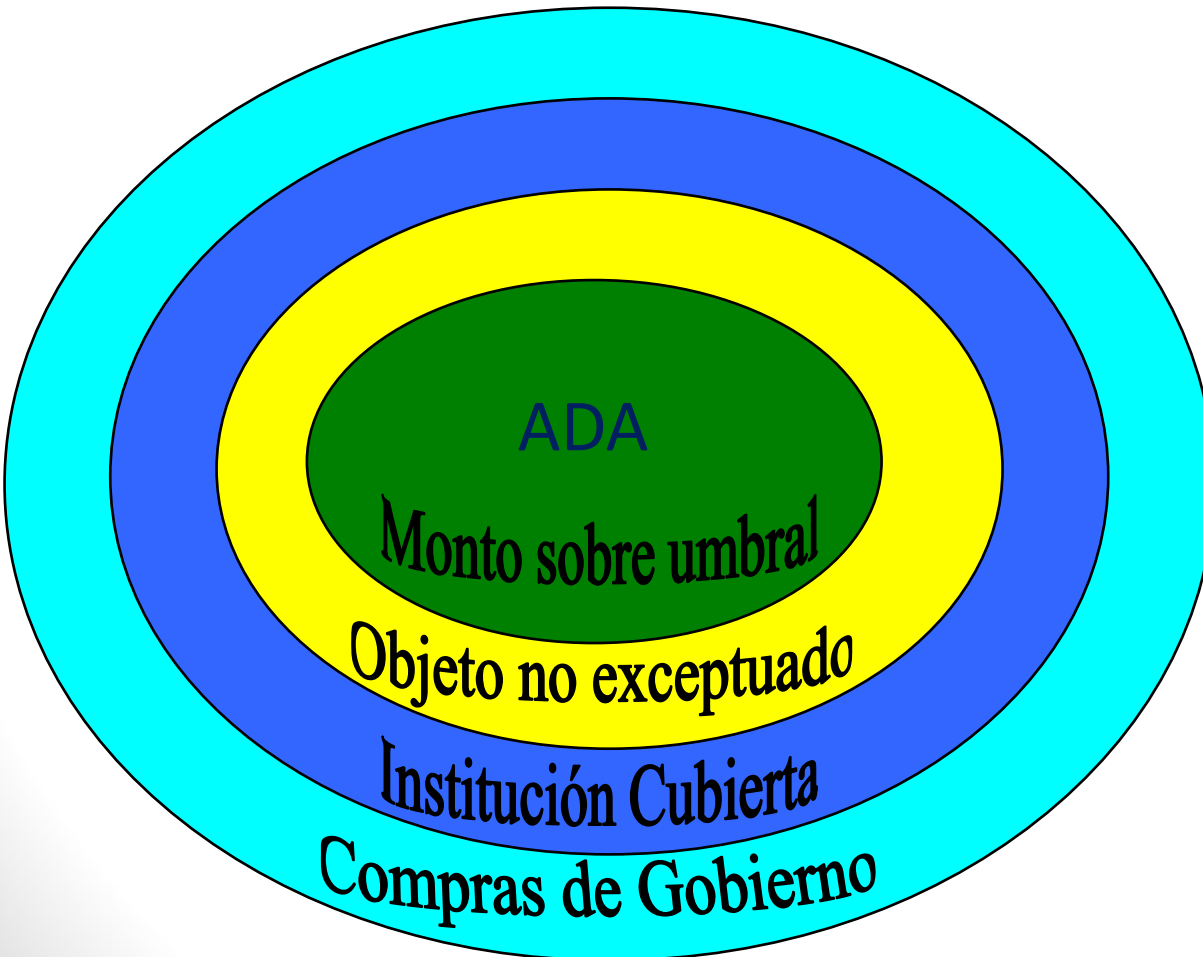 ADA
Monto sobre umbral
Objeto no exceptuado
Institución Cubierta
Compras de Gobierno